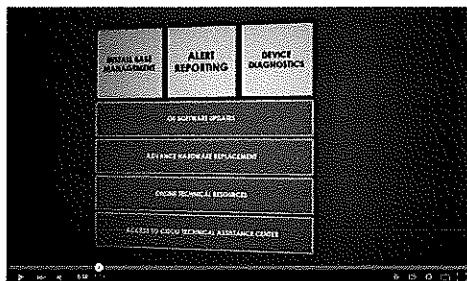 INSTALL BASE
MANAGEMENT
ALERT
REPORTING
DEVICE
DIAGNOSTICS
OS SOFTWARE UPDATES
ADVANCE HARDWARE REPLACEMENT
ONLINE TECHNICAL RESOURCES
ACCESS TO CISCO TECHNICAL ASSISTANCE CENTER